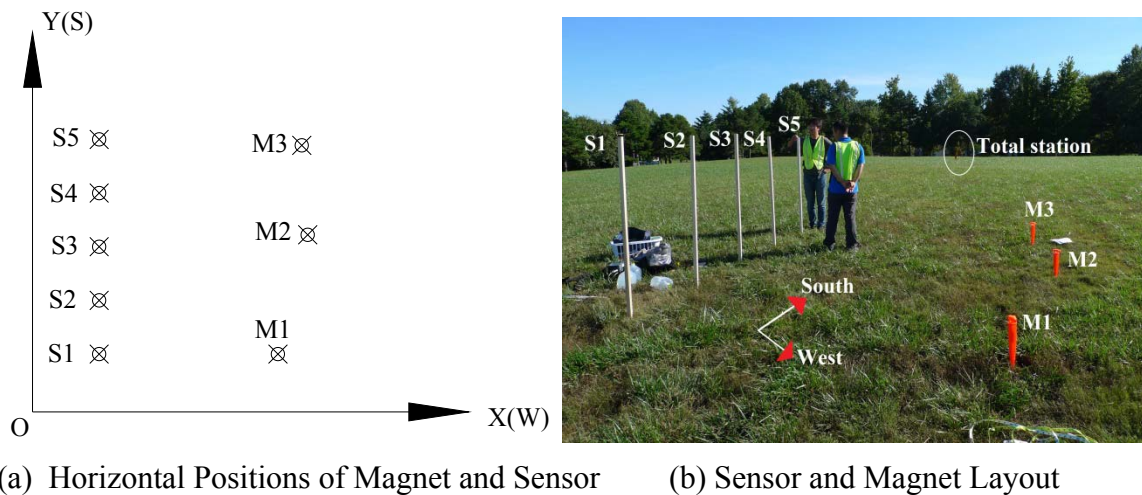 Y(S)
S5
M3
S4
S3
M2
S2
M1
S1
O
X(W)
S1
S2
S3
S4
S5
Total station
M3
M2
South
M1
West
(a) Horizontal Positions of Magnet and Sensor
(b) Sensor and Magnet Layout